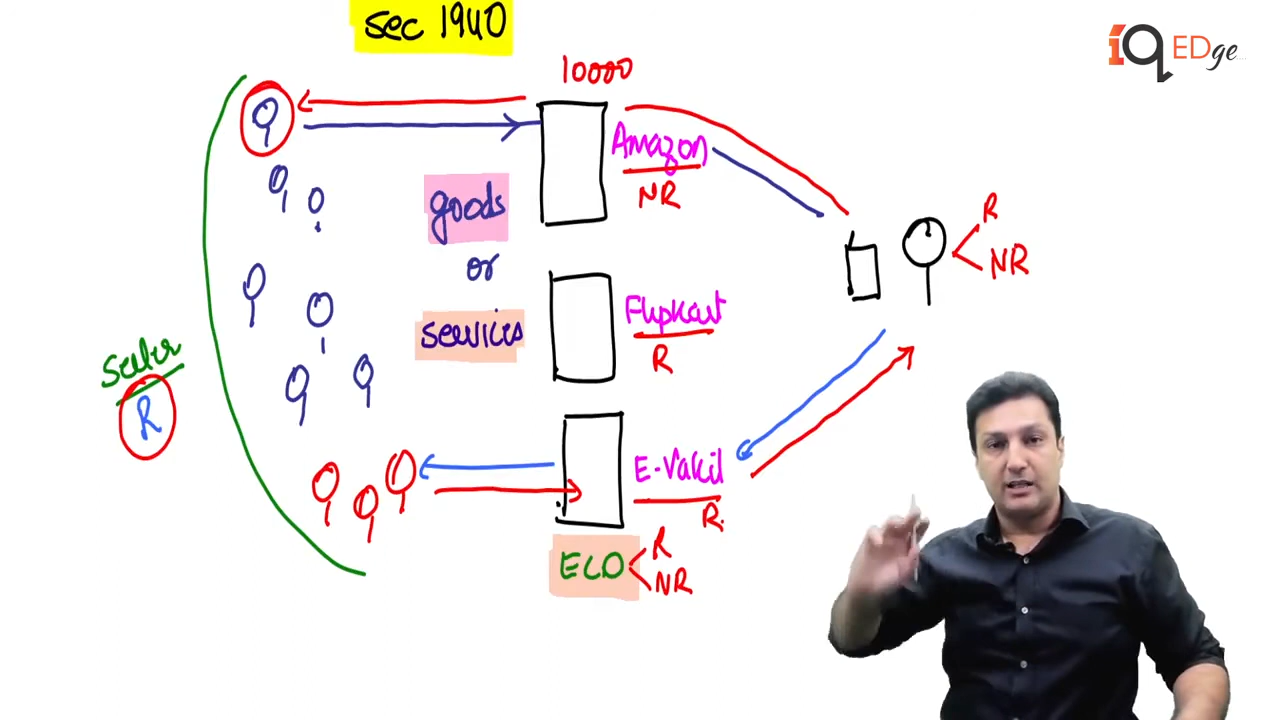 sec 194O
iQ EDge
10000
Amazon
NR
goods
or
services
R
NR
Flipkart
R
Seller
R
E-Vakil
R.
ECO
R
NR